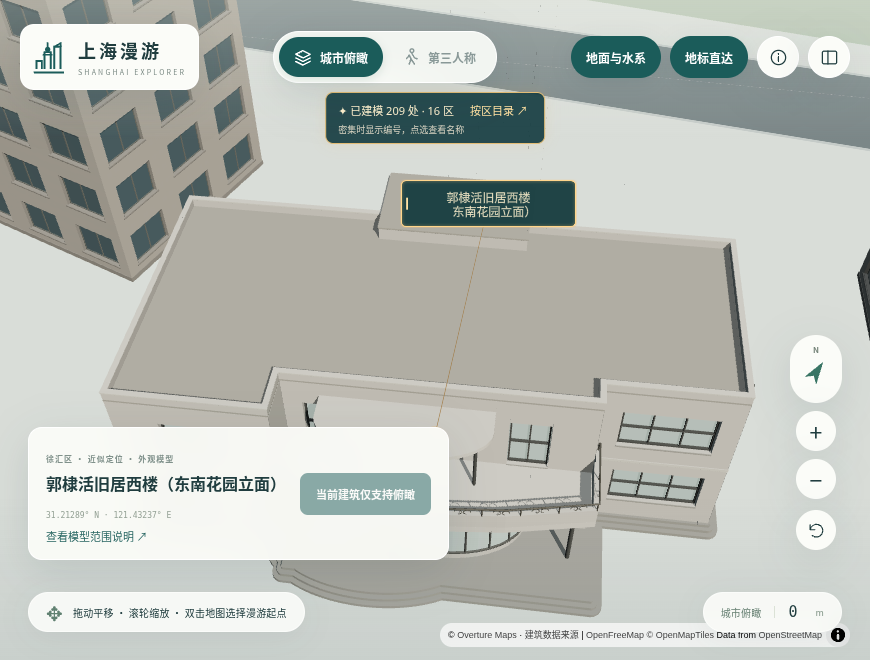 上海漫游
SHANGHAI EXPLORER
城市俯瞰
第三人称
地面与水系
地标直达
✦ 已建模 209 处 · 16 区 按区目录 ↗
密集时显示编号，点选查看名称
郭棣活旧居西楼
东南花园立面）
N
+
−
徐汇区 · 近似定位 · 外观模型
郭棣活旧居西楼（东南花园立面）
当前建筑仅支持俯瞰
31.21289° N · 121.43237° E
查看模型范围说明 ↗
拖动平移 · 滚轮缩放 · 双击地图选择漫游起点
城市俯瞰 0 m
© Overture Maps · 建筑数据来源 | OpenFreeMap © OpenMapTiles Data from OpenStreetMap